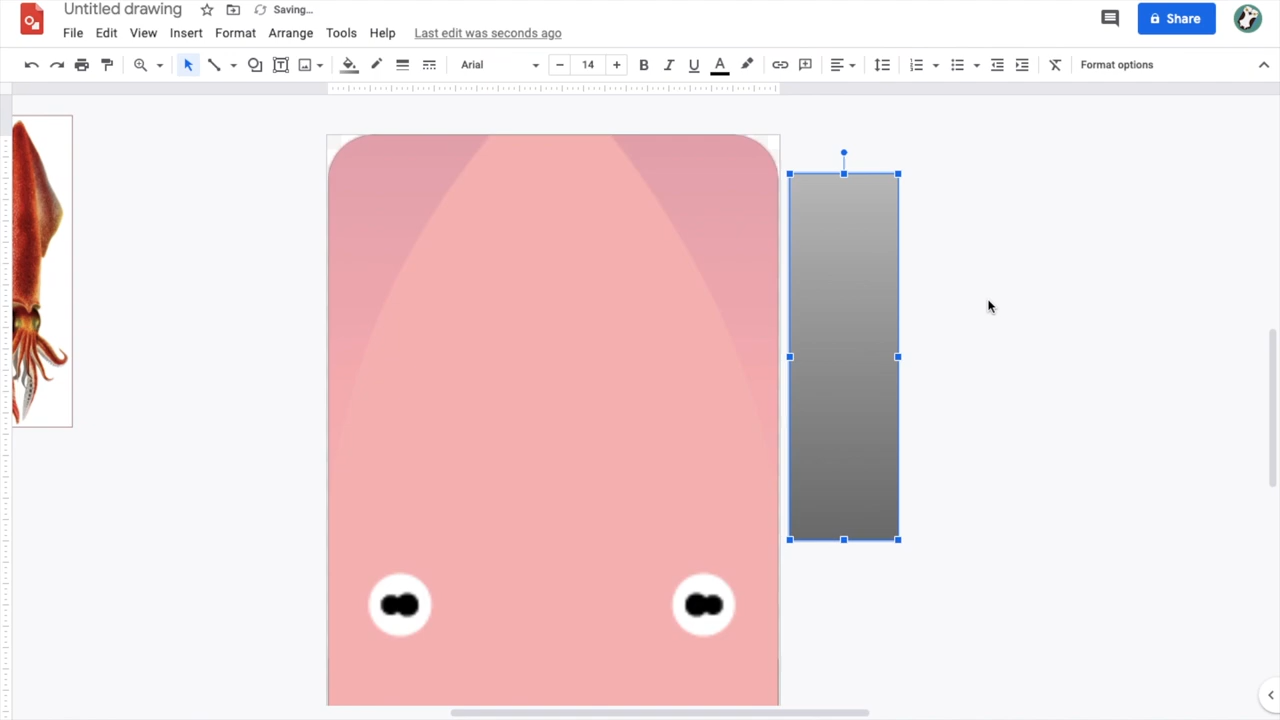 Untitled drawing
Saving...
File Edit View Insert Format Arrange Tools Help Last edit was seconds ago
Share
Arial 14 B I U A Format options